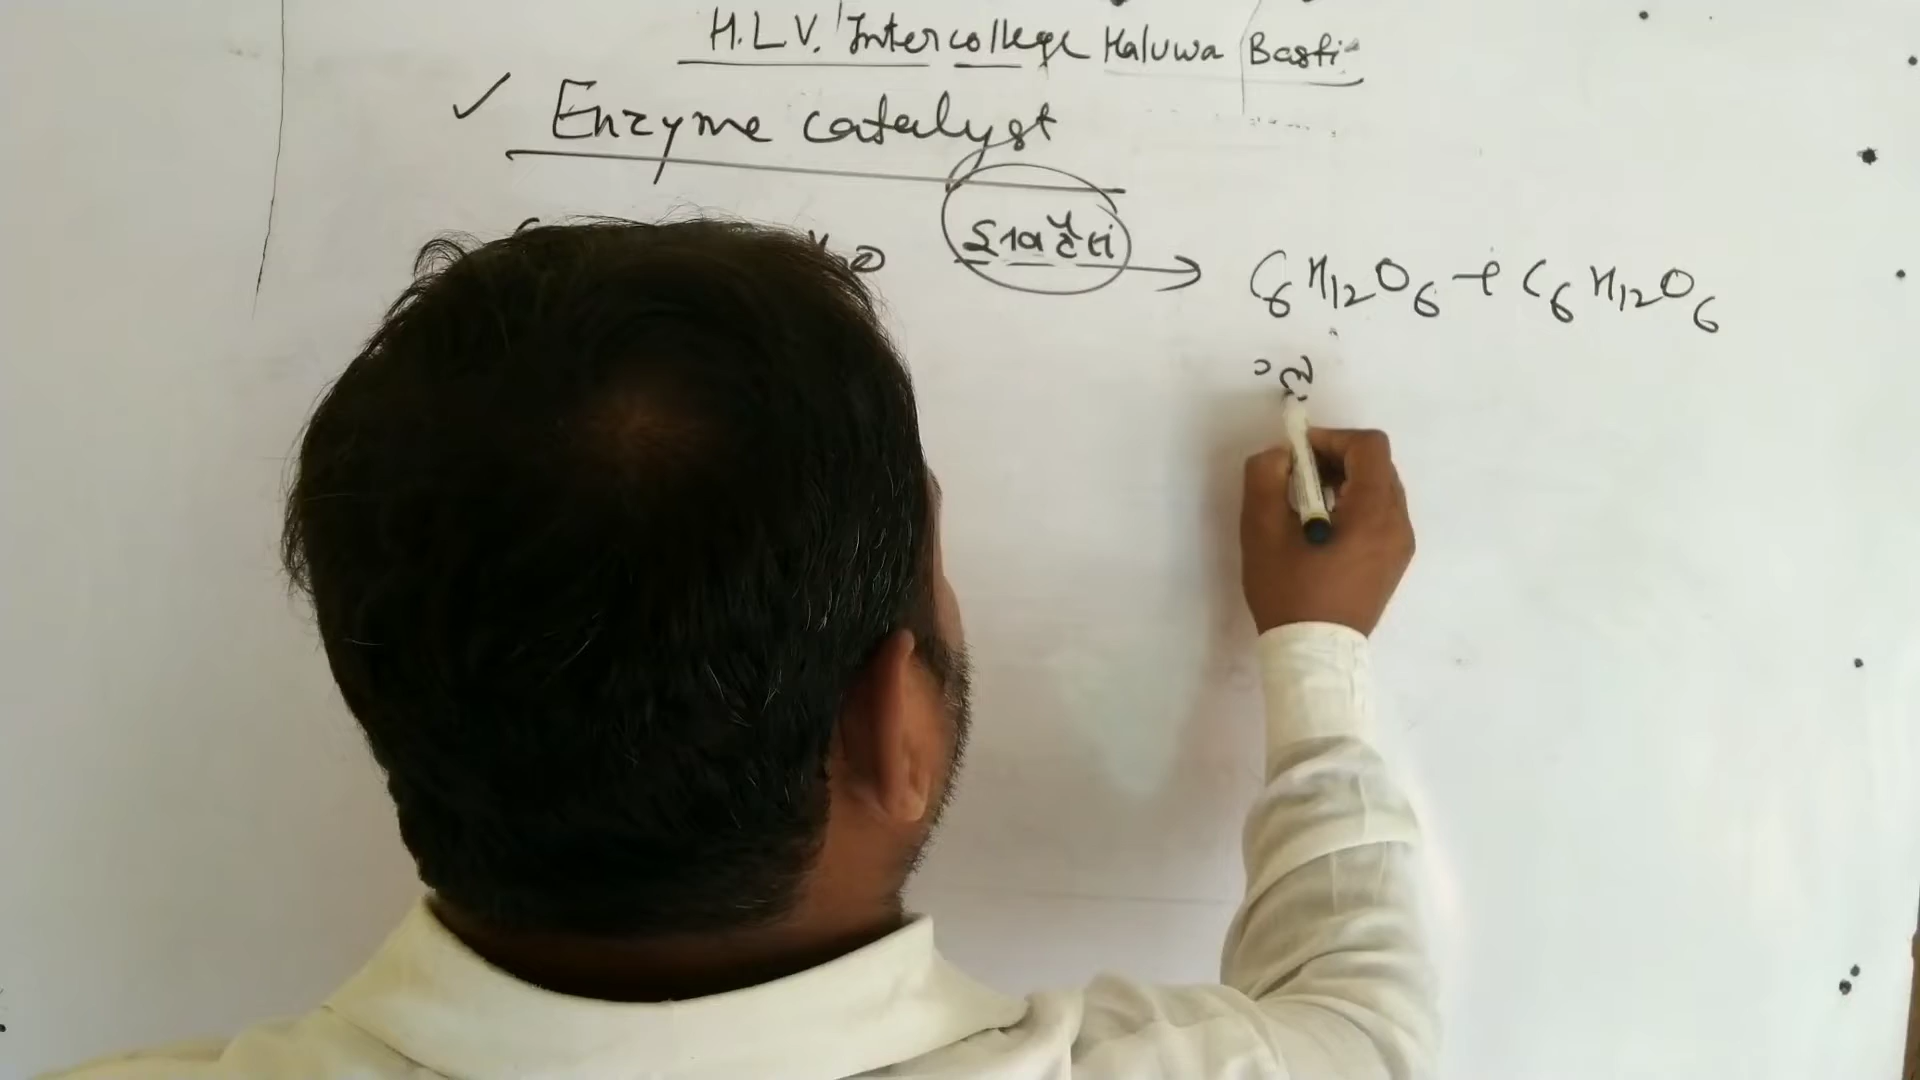 H.L.V. Intercollege Haluwa Basti
✓ Enzyme catalyst
इनवर्टेस
C₆H₁₂O₆ + C₆H₁₂O₆